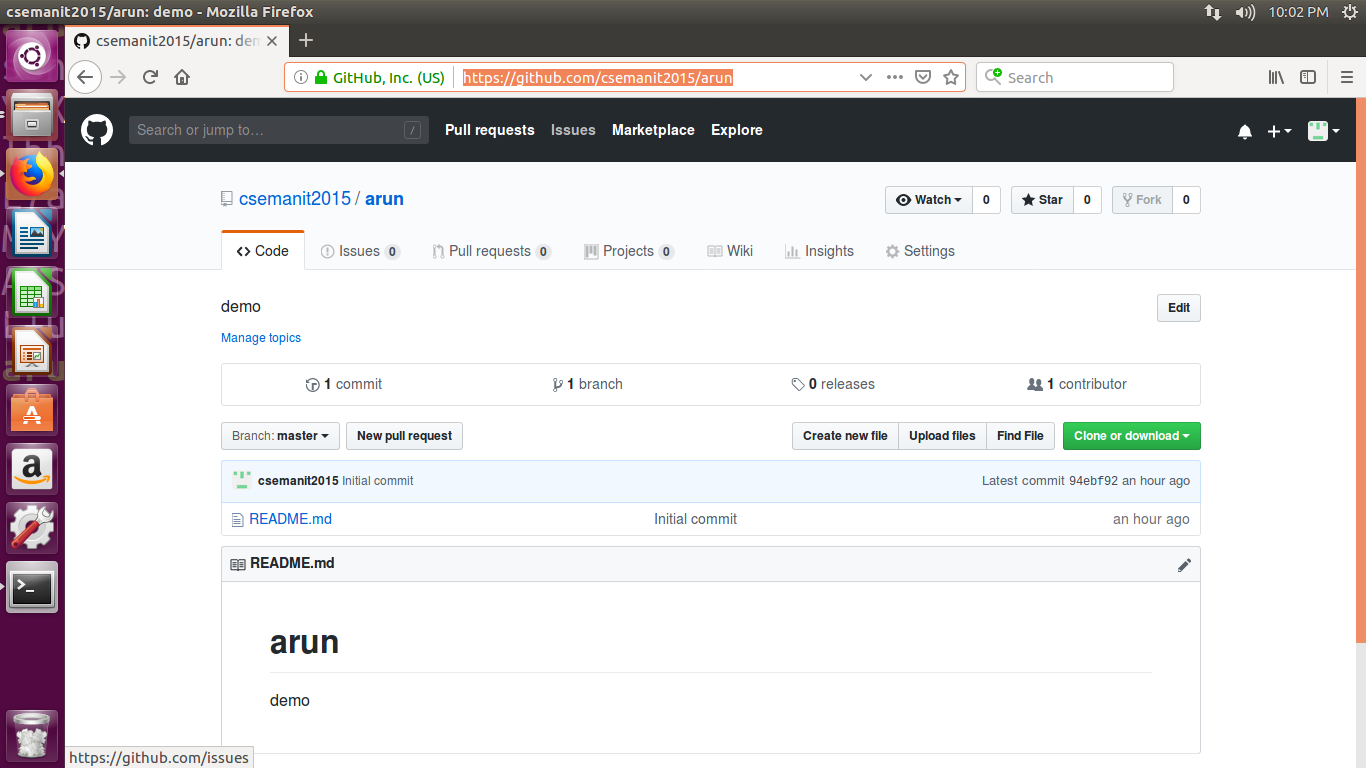 csemanit2015/arun: demo - Mozilla Firefox 10:02 PM
csemanit2015/arun: den
GitHub, Inc. (US) https://github.com/csemanit2015/arun Search
Search or jump to… / Pull requests Issues Marketplace Explore
csemanit2015 / arun Watch 0 Star 0 Fork 0
Code Issues 0 Pull requests 0 Projects 0 Wiki Insights Settings
demo Edit
Manage topics
1 commit 1 branch 0 releases 1 contributor
Branch: master New pull request Create new file Upload files Find File Clone or download
csemanit2015 Initial commit Latest commit 94ebf92 an hour ago
README.md Initial commit an hour ago
README.md
arun
demo
https://github.com/issues